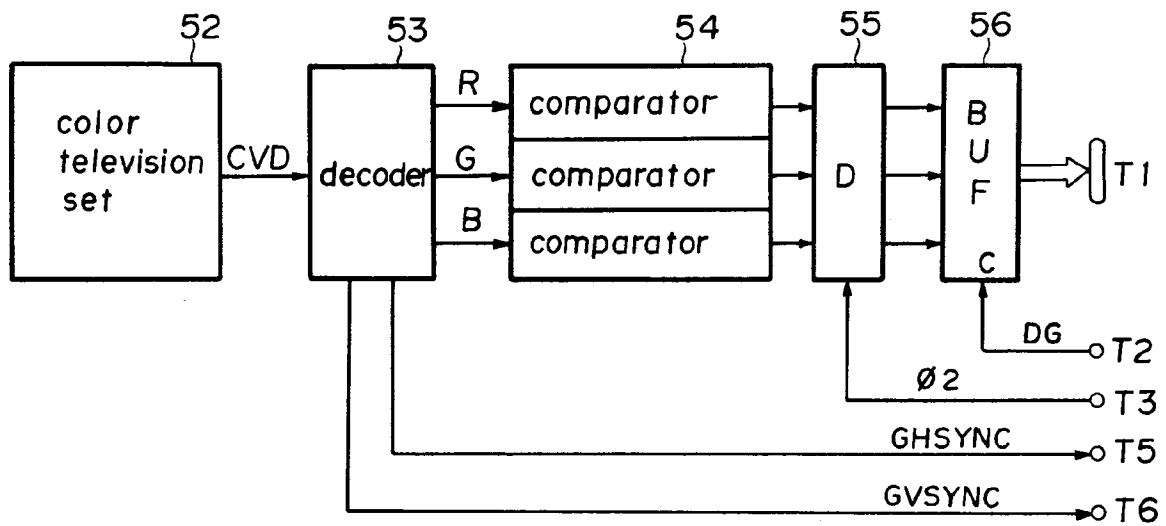 52
53
54
55
56
color
television
set
CVD
decoder
R
G
B
comparator
comparator
comparator
D
B
U
F
C
T1
DG
T2
Ø2
T3
GHSYNC
T5
GVSYNC
T6